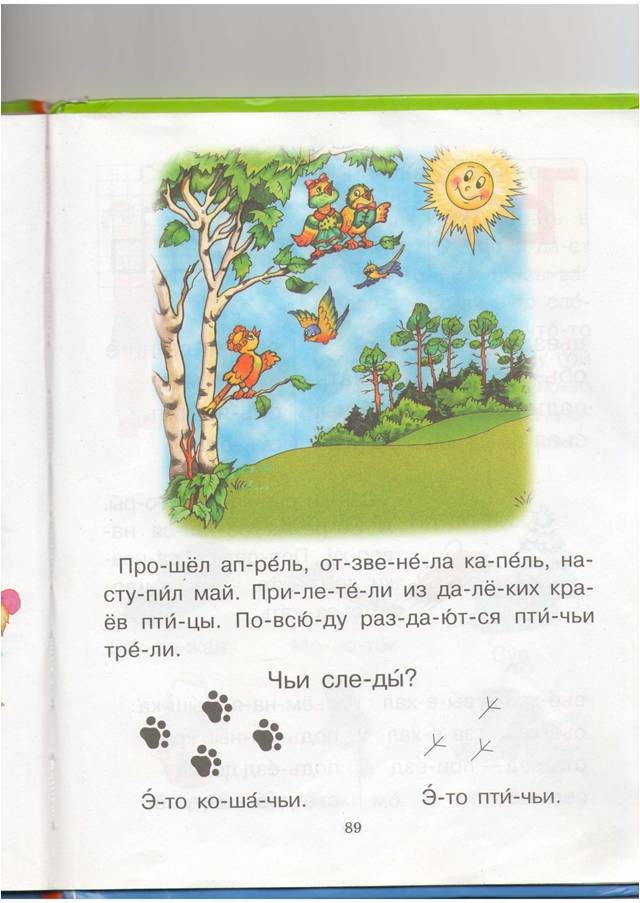 Про-шёл ап-ре́ль, от-зве-не́-ла ка-пе́ль, на-
сту-пи́л май. При-ле-те́-ли из да-лё-ких кра-
ёв пти́-цы. По-всю́-ду раз-да-ю́т-ся пти́-чьи
тре́-ли.
Чьи сле-ды́?
Э́-то ко-ша́-чьи.
Э́-то пти́-чьи.
89